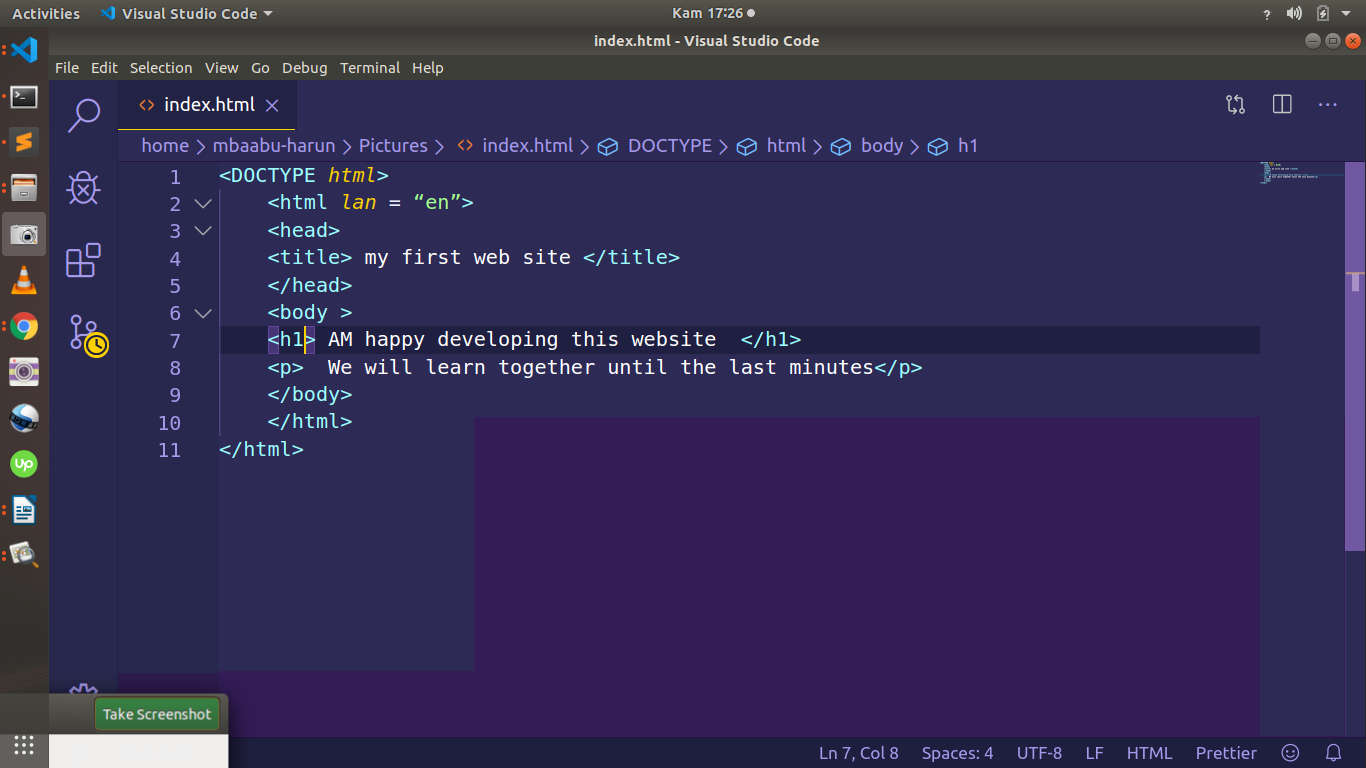 Activities Visual Studio Code Kam 17:26 ?
index.html - Visual Studio Code
File Edit Selection View Go Debug Terminal Help
<> index.html ×
home > mbaabu-harun > Pictures > <> index.html > DOCTYPE > html > body > h1
1 <DOCTYPE html>
2 <html lan = “en”>
3 <head>
4 <title> my first web site </title>
5 </head>
6 <body >
7 <h1> AM happy developing this website </h1>
8 <p> We will learn together until the last minutes</p>
9 </body>
10 </html>
11 </html>
up
Take Screenshot
Ln 7, Col 8 Spaces: 4 UTF-8 LF HTML Prettier